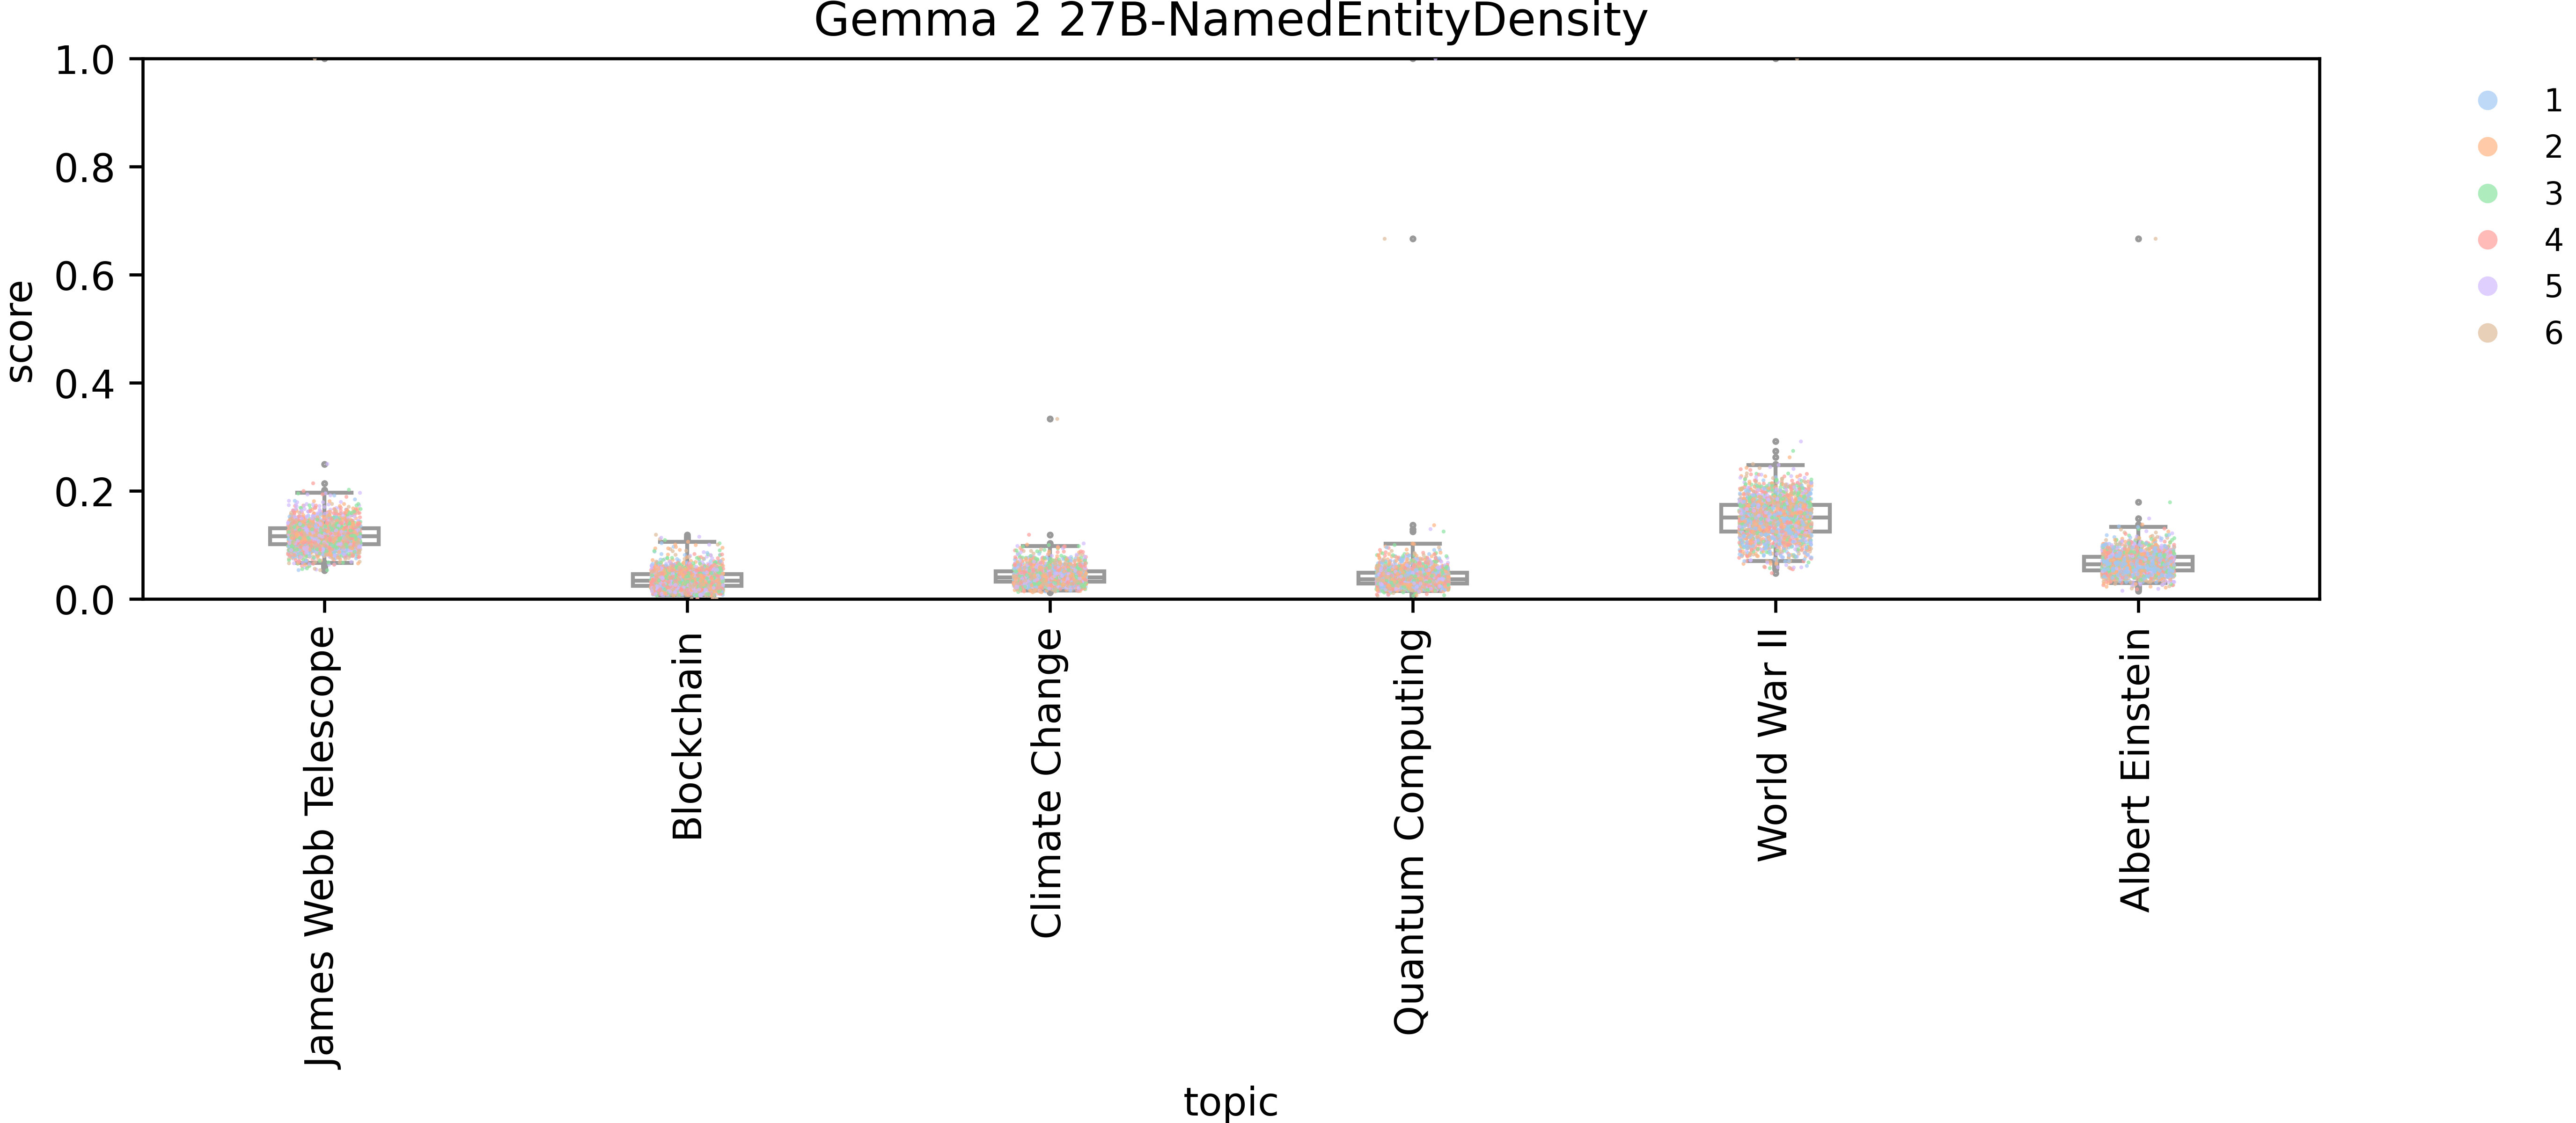 Gemma 2 27B-NamedEntityDensity
score
1.0
0.8
0.6
0.4
0.2
0.0
James Webb Telescope
Blockchain
Climate Change
Quantum Computing
World War II
Albert Einstein
topic
1
2
3
4
5
6